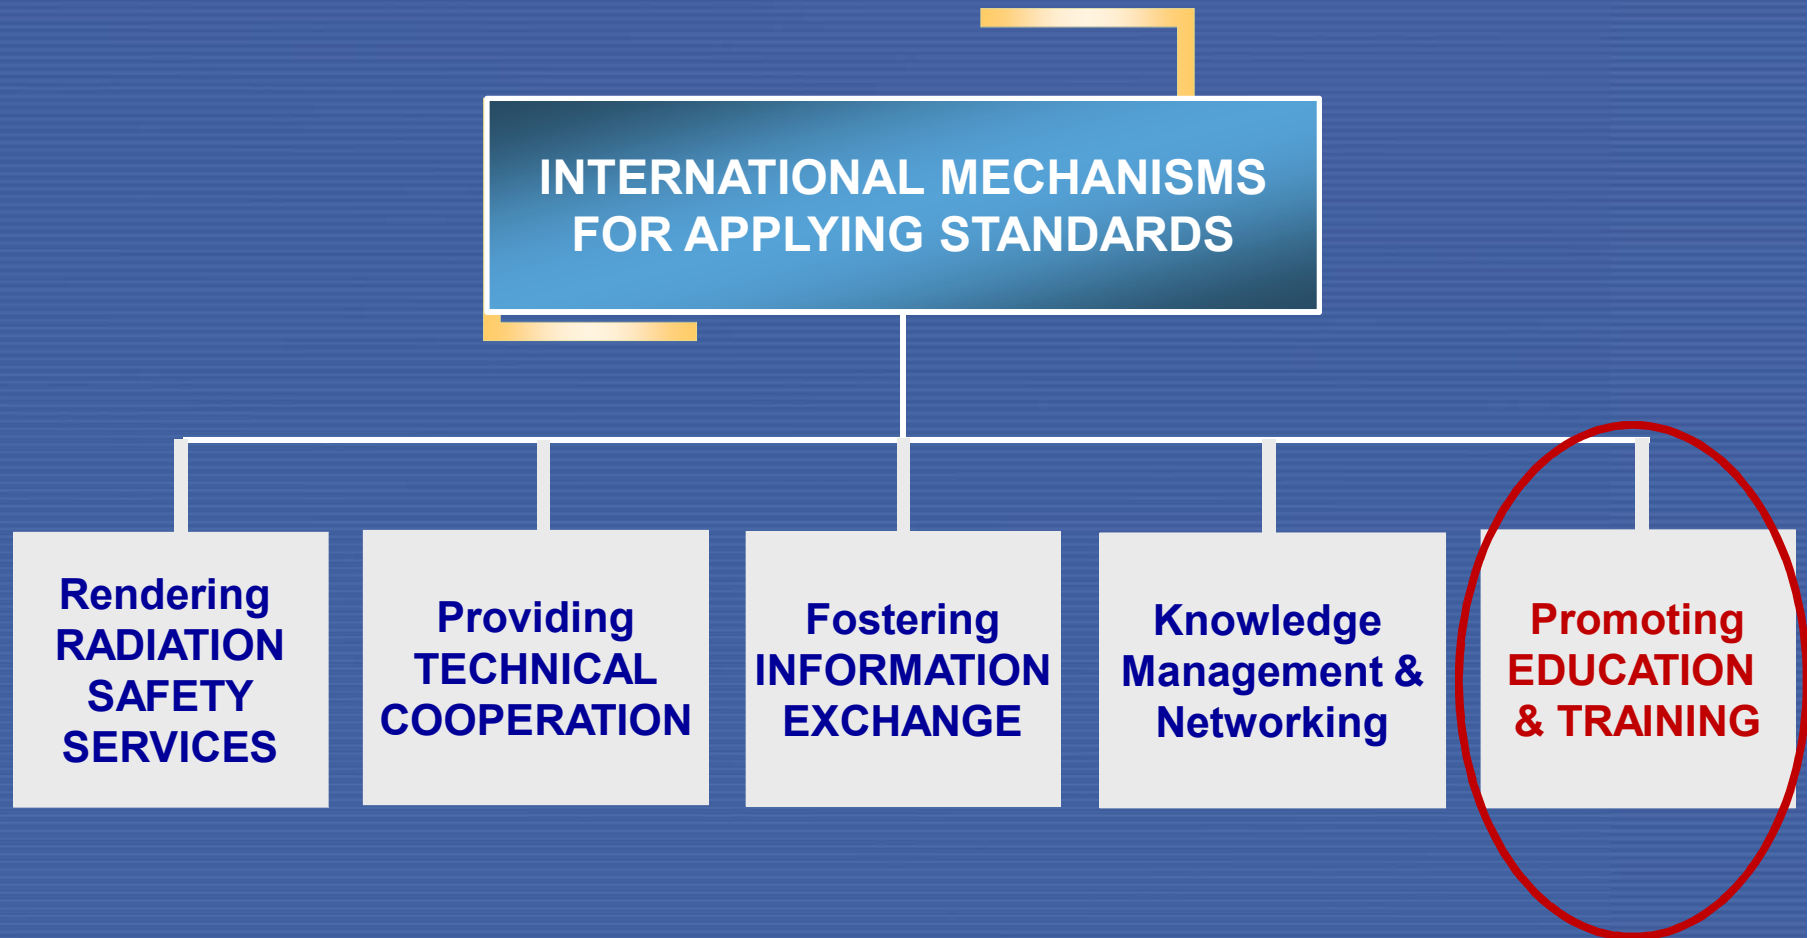 INTERNATIONAL MECHANISMS
FOR APPLYING STANDARDS
Rendering
RADIATION
SAFETY
SERVICES
Providing
TECHNICAL
COOPERATION
Fostering
INFORMATION
EXCHANGE
Knowledge
Management &
Networking
Promoting
EDUCATION
& TRAINING